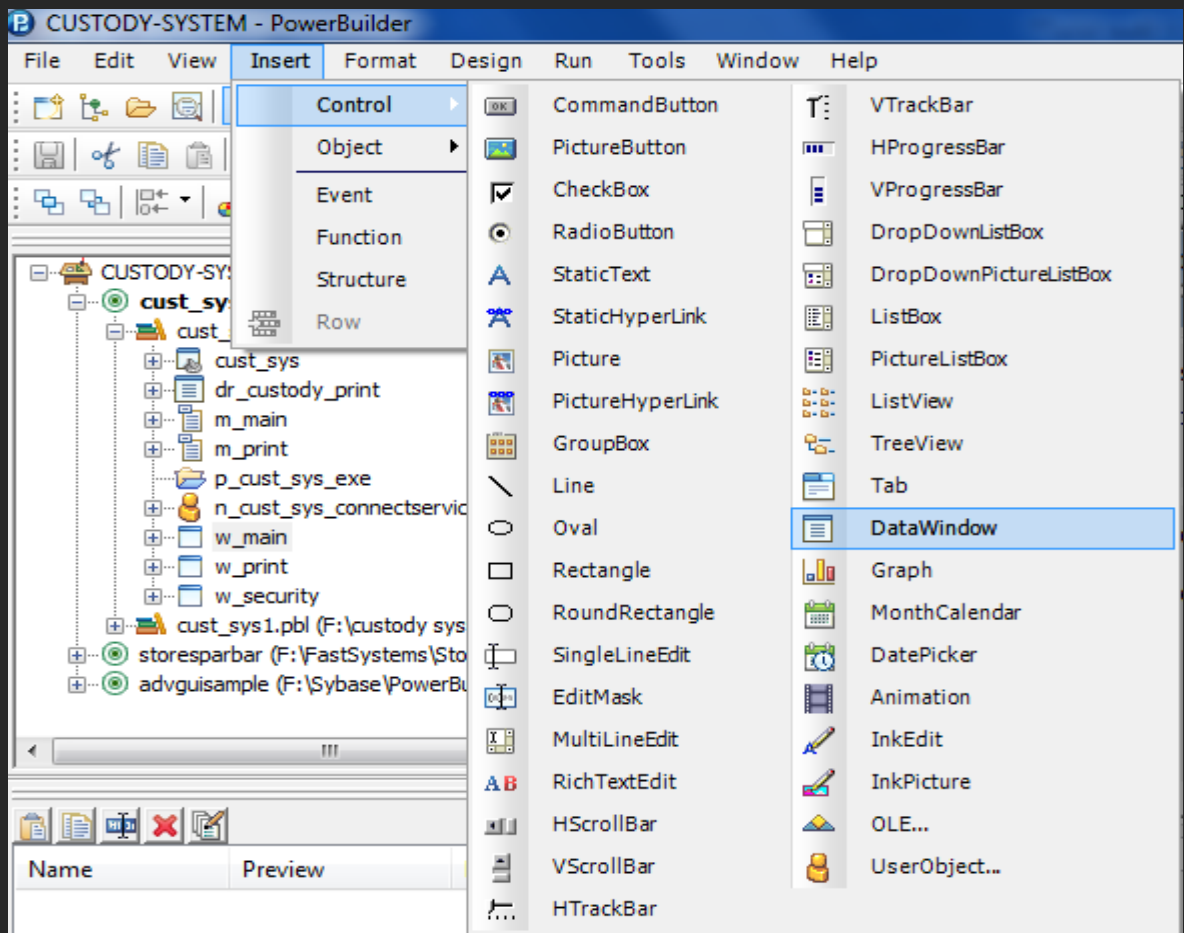 CUSTODY-SYSTEM - PowerBuilder
File Edit View Insert Format Design Run Tools Window Help
Control
Object
Event
Function
Structure
Row
CommandButton
PictureButton
CheckBox
RadioButton
StaticText
StaticHyperLink
Picture
PictureHyperLink
GroupBox
Line
Oval
Rectangle
RoundRectangle
SingleLineEdit
EditMask
MultiLineEdit
RichTextEdit
HScrollBar
VScrollBar
HTrackBar
VTrackBar
HProgressBar
VProgressBar
DropDownListBox
DropDownPictureListBox
ListBox
PictureListBox
ListView
TreeView
Tab
DataWindow
Graph
MonthCalendar
DatePicker
Animation
InkEdit
InkPicture
OLE...
UserObject...
CUSTODY-SY
cust_sy
cust_
cust_sys
dr_custody_print
m_main
m_print
p_cust_sys_exe
n_cust_sys_connectservic
w_main
w_print
w_security
cust_sys1.pbl (F:\custody sys
storesparbar (F:\FastSystems\Sto
advguisample (F:\Sybase\PowerBu
Name Preview